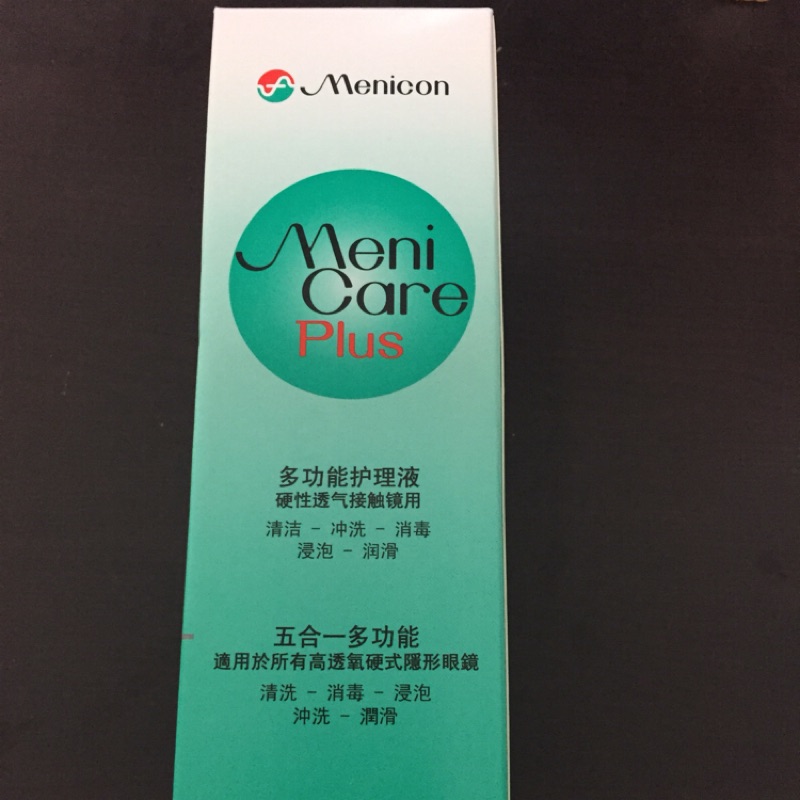 Menicon
Meni
Care
Plus
多功能护理液
硬性透气接触镜用
清洁 - 冲洗 - 消毒
浸泡 - 润滑
五合一多功能
適用於所有高透氧硬式隱形眼鏡
清洗 - 消毒 - 浸泡
沖洗 - 潤滑